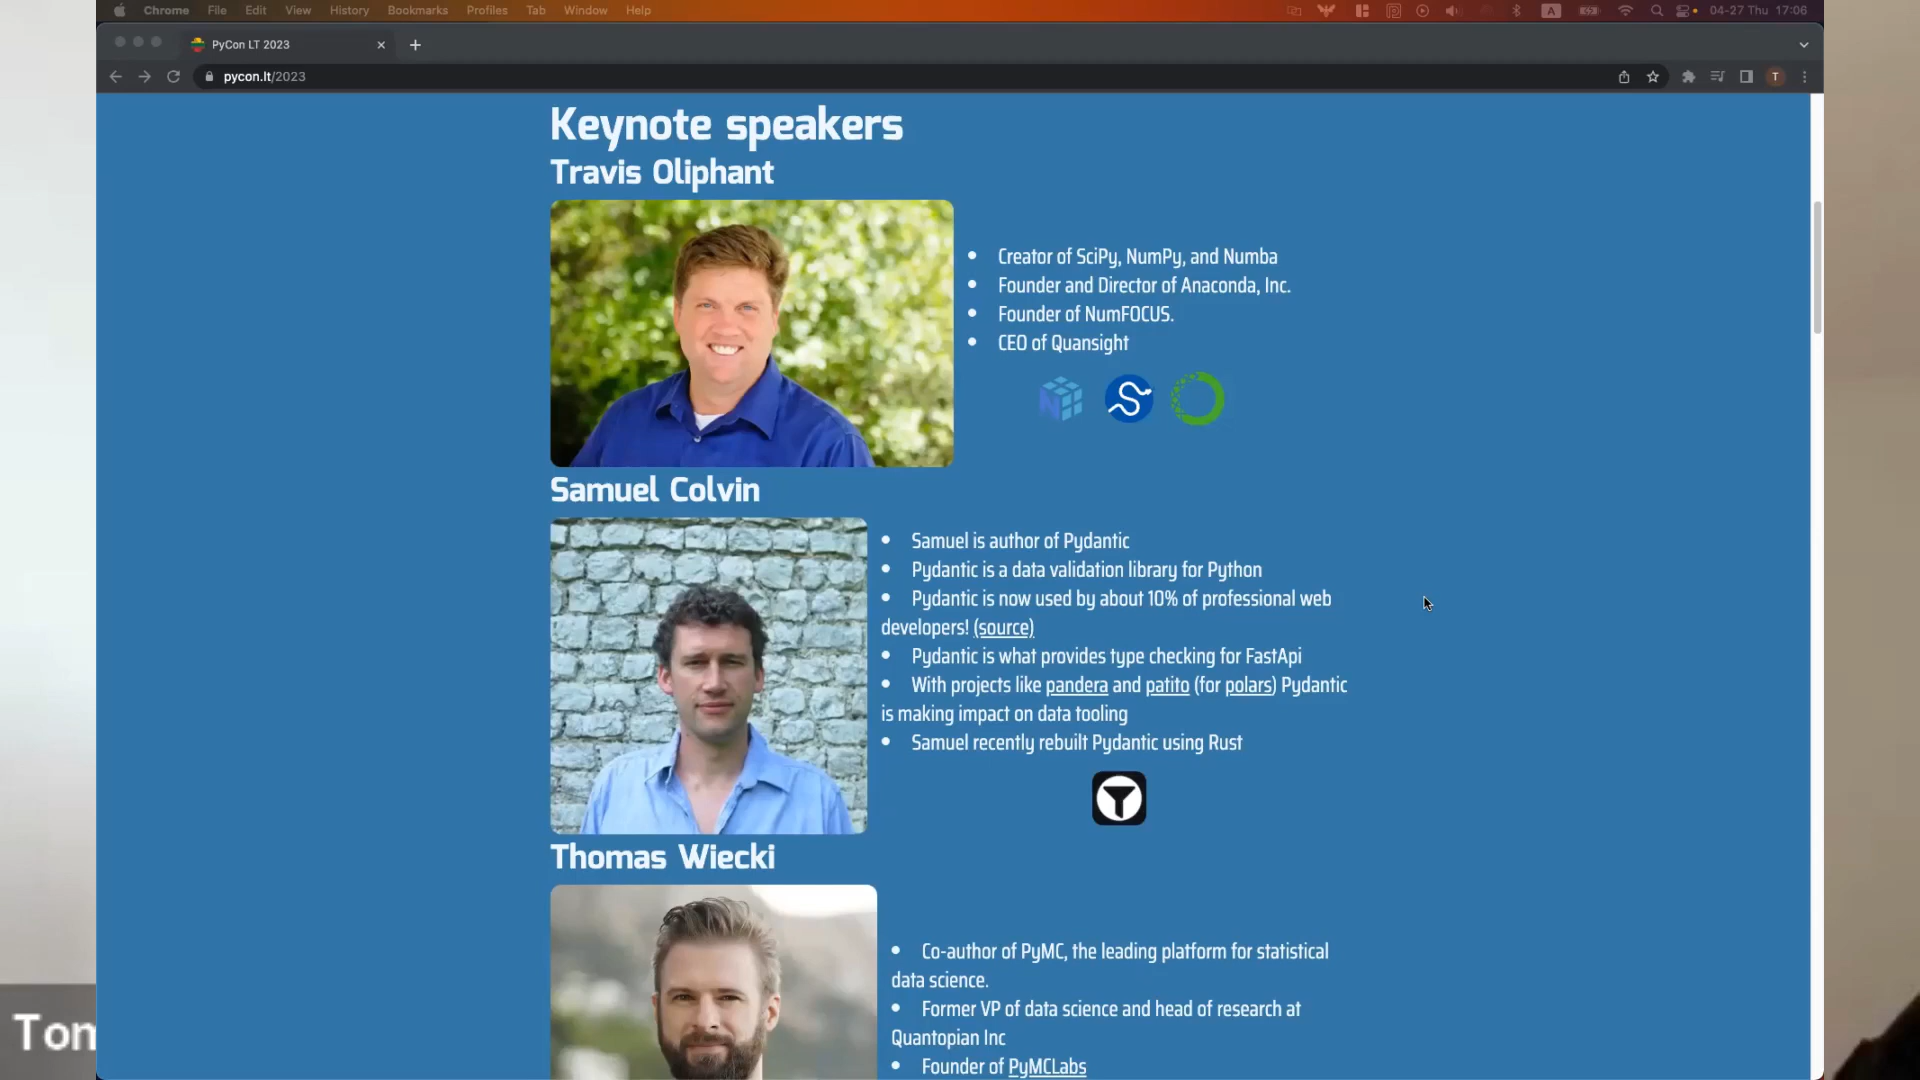 Chrome File Edit View History Bookmarks Profiles Tab Window Help
A
04-27 Thu 17:06
PyCon LT 2023
pycon.lt/2023
T
Keynote speakers
Travis Oliphant
• Creator of SciPy, NumPy, and Numba
• Founder and Director of Anaconda, Inc.
• Founder of NumFOCUS.
• CEO of Quansight
Samuel Colvin
• Samuel is author of Pydantic
• Pydantic is a data validation library for Python
• Pydantic is now used by about 10% of professional web
developers! (source)
• Pydantic is what provides type checking for FastApi
• With projects like pandera and patito (for polars) Pydantic
is making impact on data tooling
• Samuel recently rebuilt Pydantic using Rust
Thomas Wiecki
• Co-author of PyMC, the leading platform for statistical
data science.
• Former VP of data science and head of research at
Quantopian Inc
• Founder of PyMCLabs
Tom